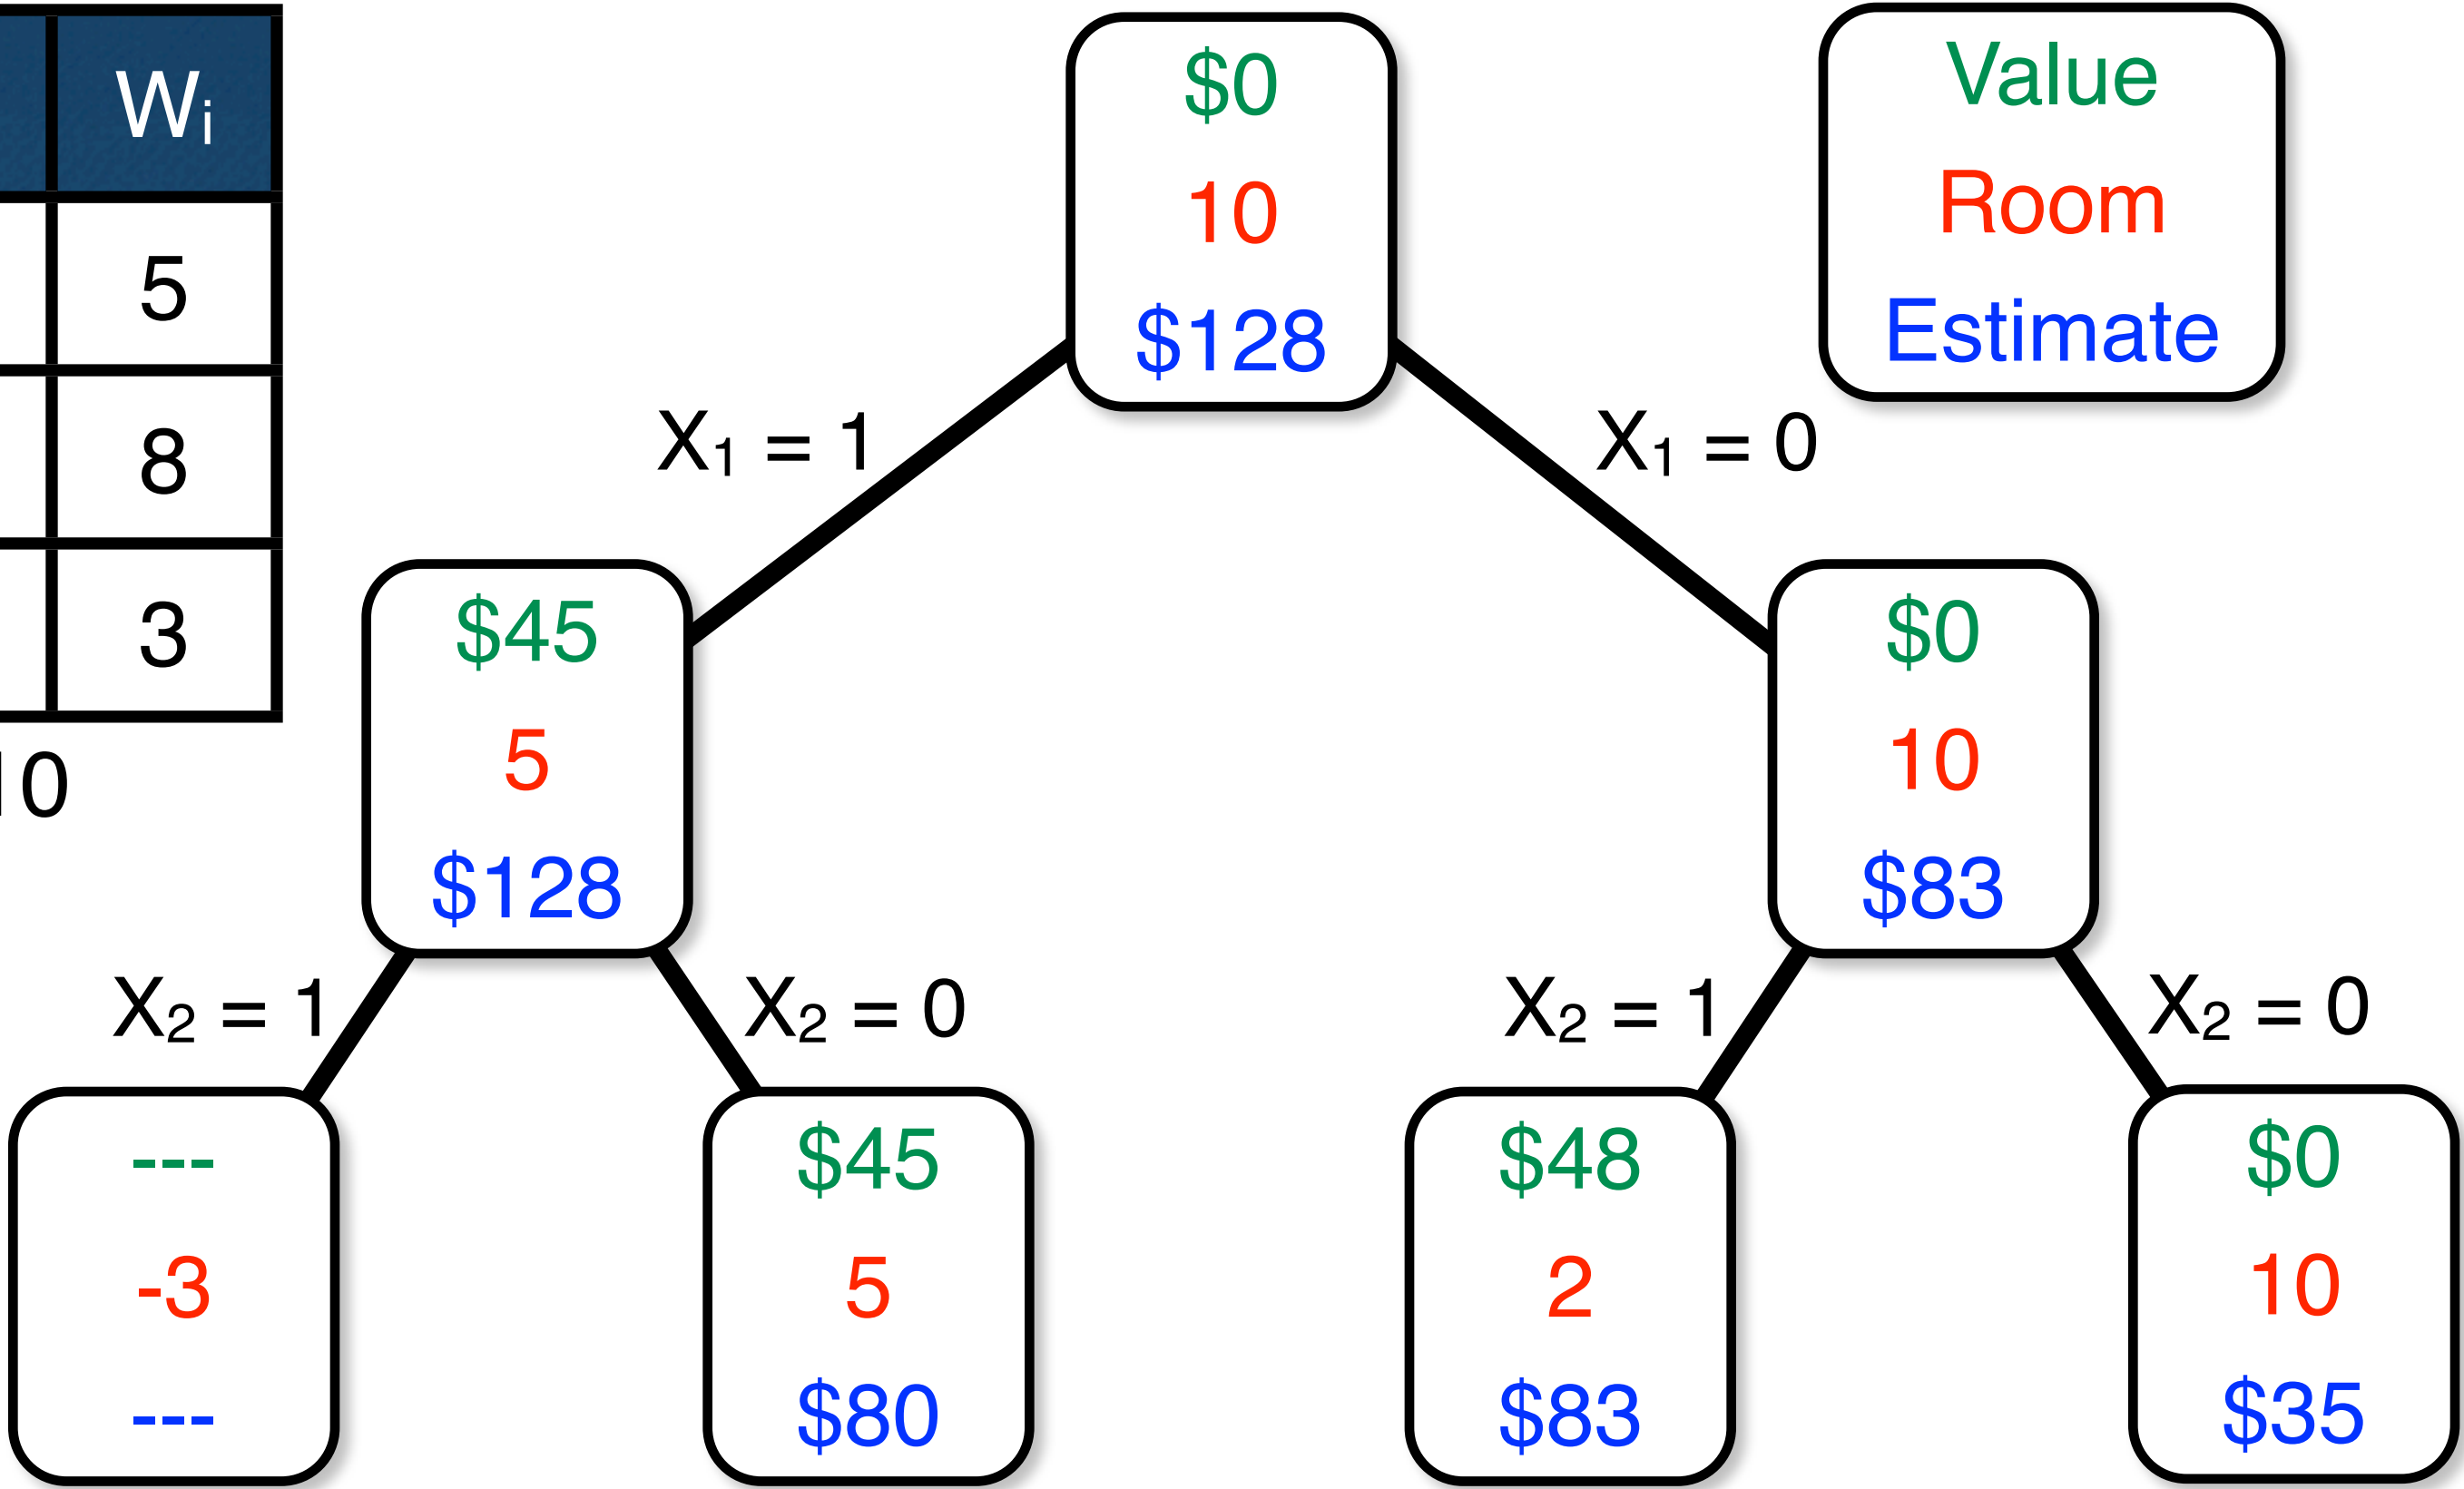 Wi
5
8
3
10
$0
10
$128
Value
Room
Estimate
X1 = 1
X1 = 0
$45
5
$128
$0
10
$83
X2 = 1
X2 = 0
X2 = 1
X2 = 0
---
-3
---
$45
5
$80
$48
2
$83
$0
10
$35